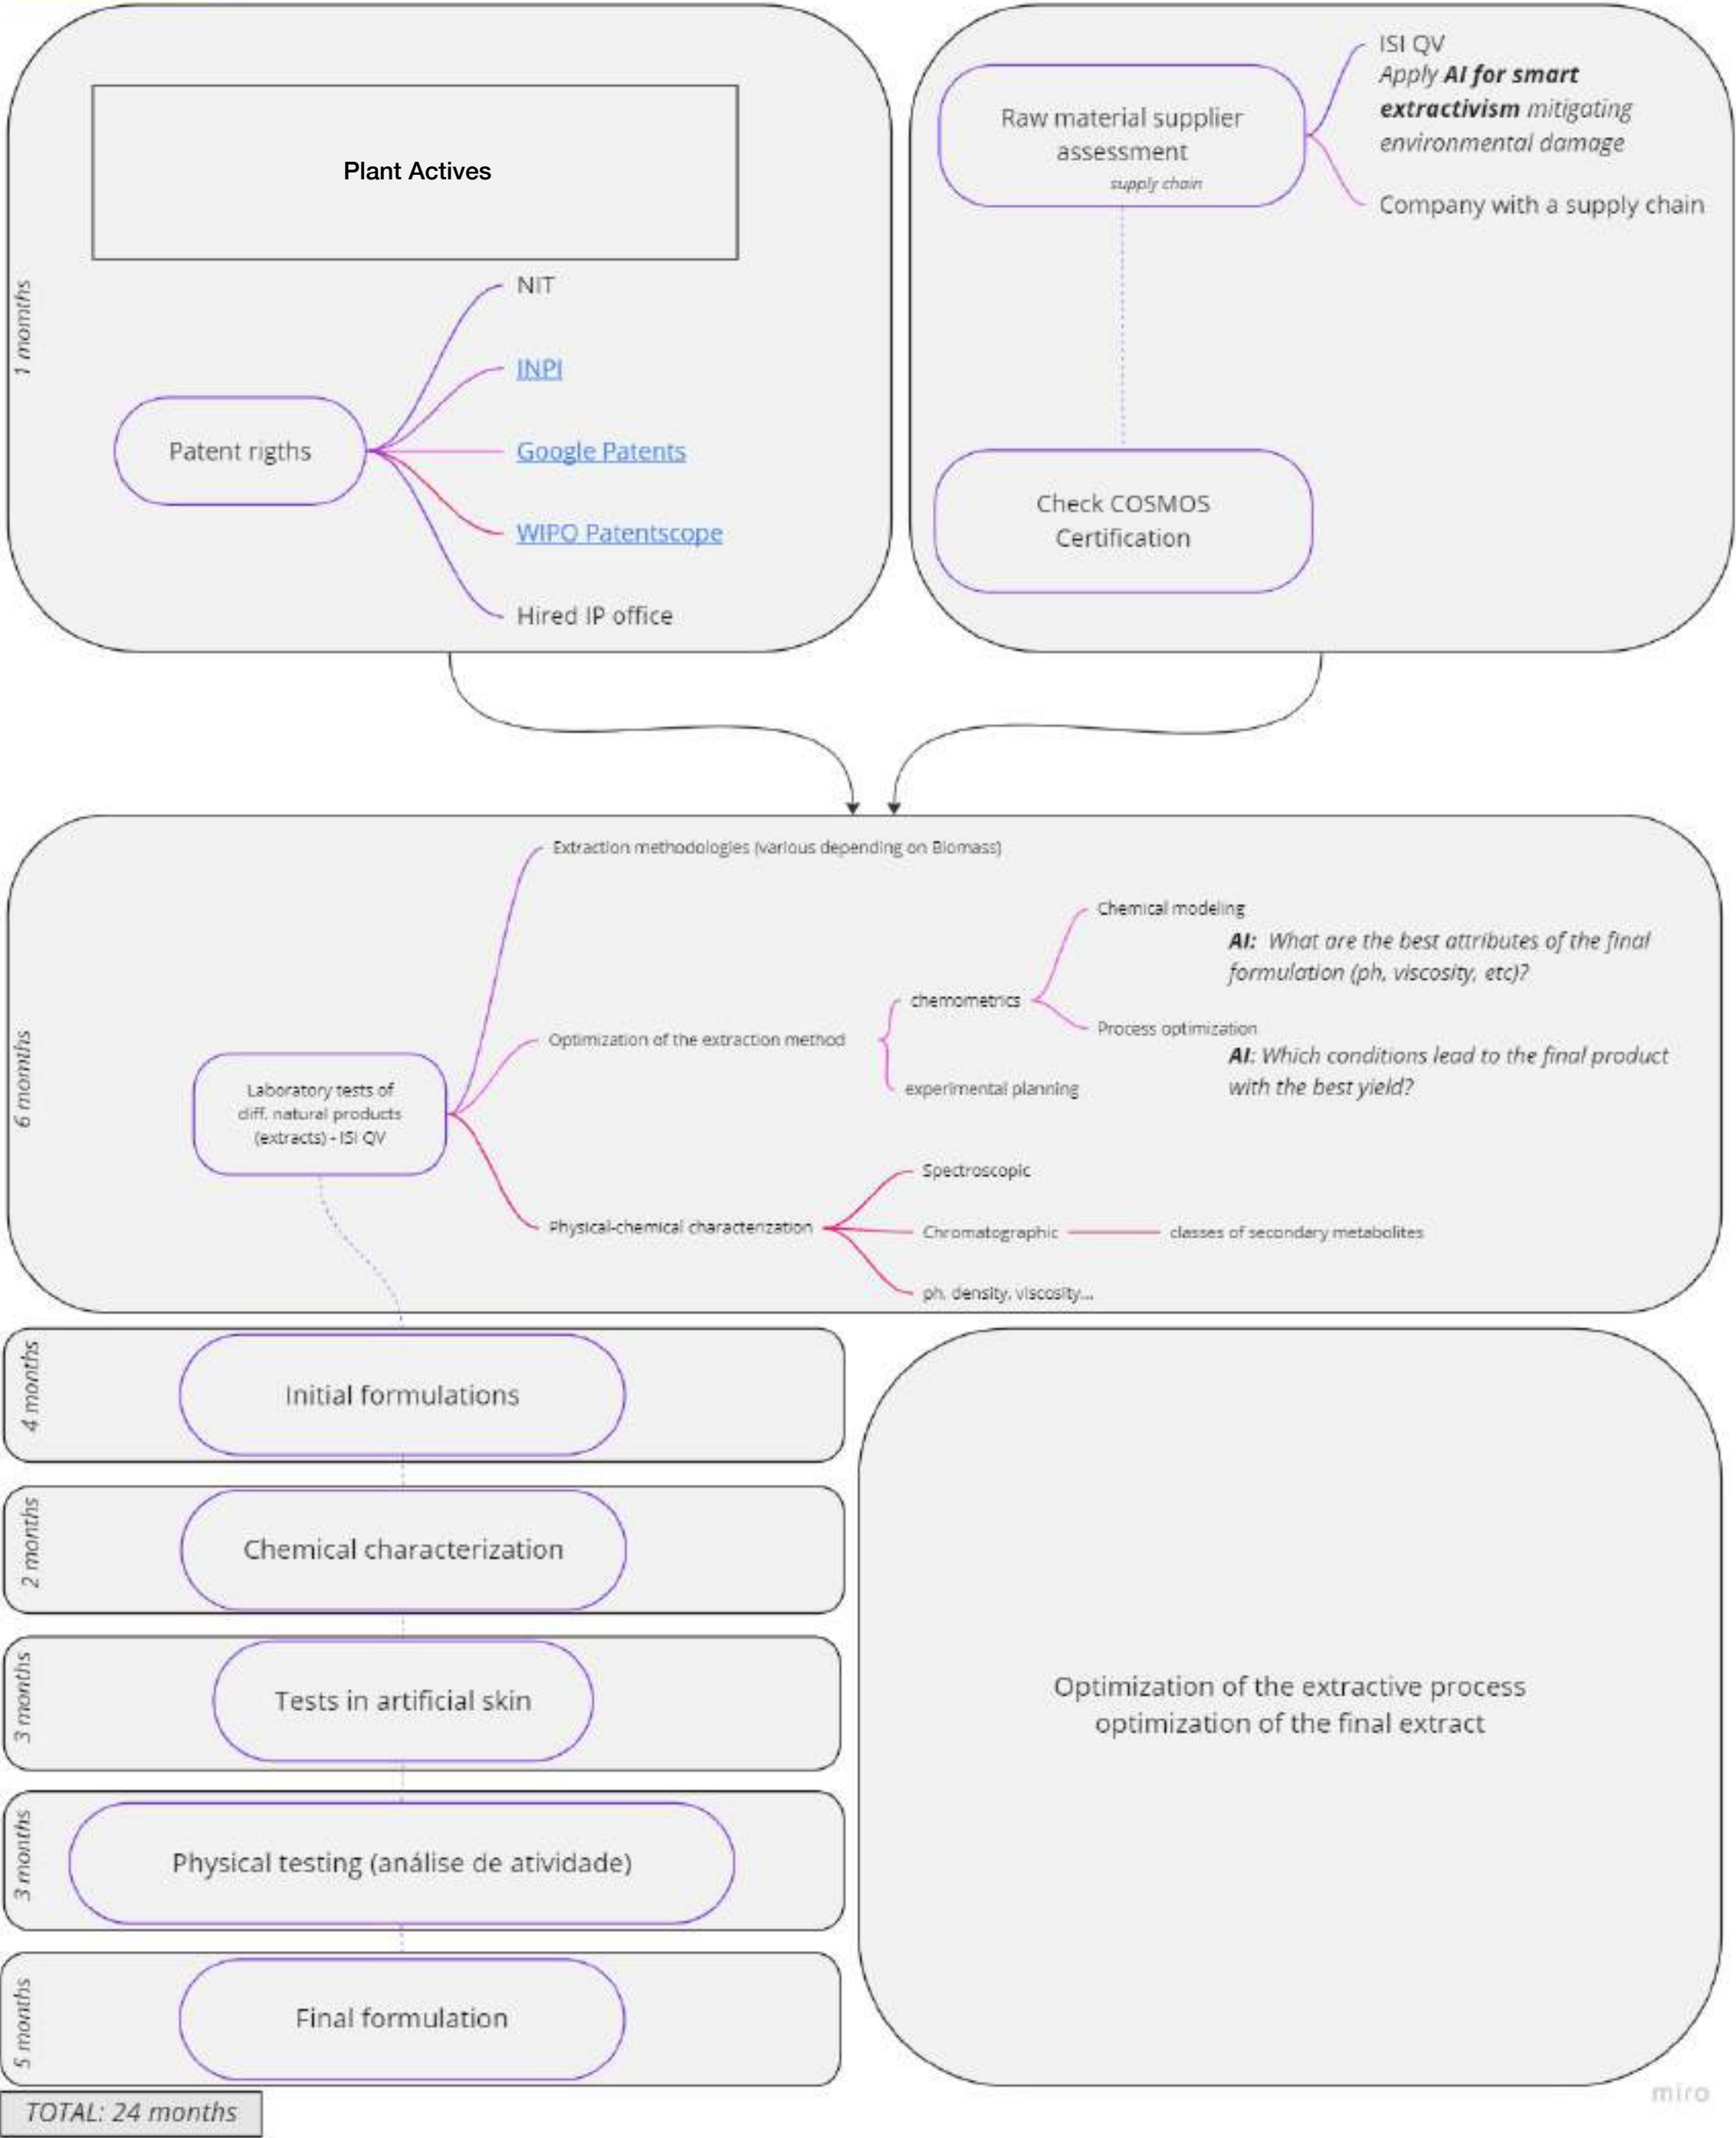 Plant Actives
1 momths
NIT
INPI
Patent rigths
Google Patents
WIPO Patentscope
Hired IP office
Raw material supplier
assessment
supply chain
ISI QV
Apply AI for smart
extractivism mitigating
environmental damage
Company with a supply chain
Check COSMOS
Certification
6 momths
Laboratory tests of
diff. natural products
(extracts) - ISI QV
Extraction methodologies (various depending on Biomass)
Optimization of the extraction method
chemometrics
Chemical modeling
AI: What are the best attributes of the final
formulation (ph, viscosity, etc)?
Process optimization
AI: Which conditions lead to the final product
with the best yield?
experimental planning
Physical-chemical characterization
Spectroscopic
Chromatographic
classes of secondary metabolites
ph, density, viscosity...
4 months
Initial formulations
2 months
Chemical characterization
3 months
Tests in artificial skin
3 months
Physical testing (análise de atividade)
5 months
Final formulation
Optimization of the extractive process
optimization of the final extract
TOTAL: 24 months
miro